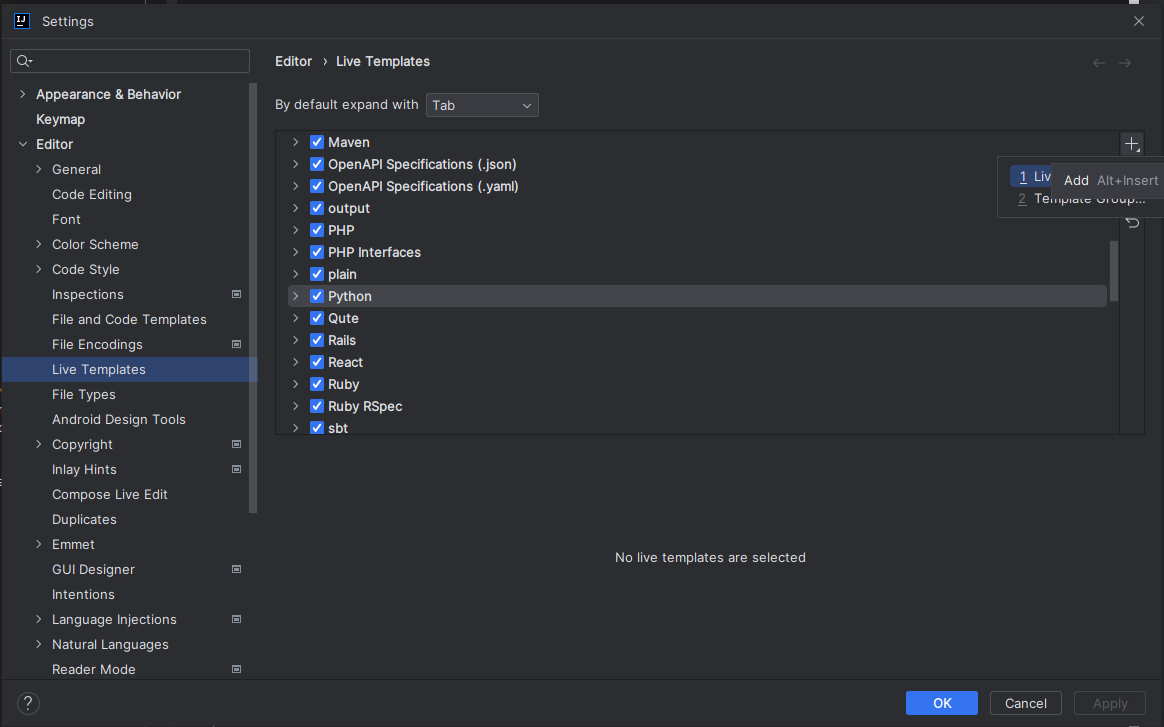 IJ
Settings
Editor › Live Templates
Appearance & Behavior
Keymap
Editor
General
Code Editing
Font
Color Scheme
Code Style
Inspections
File and Code Templates
File Encodings
Live Templates
File Types
Android Design Tools
Copyright
Inlay Hints
Compose Live Edit
Duplicates
Emmet
GUI Designer
Intentions
Language Injections
Natural Languages
Reader Mode
By default expand with Tab
Maven
OpenAPI Specifications (.json)
OpenAPI Specifications (.yaml)
output
PHP
PHP Interfaces
plain
Python
Qute
Rails
React
Ruby
Ruby RSpec
sbt
1 Liv
Add Alt+Insert
2 Template Group...
No live templates are selected
?
OK Cancel Apply